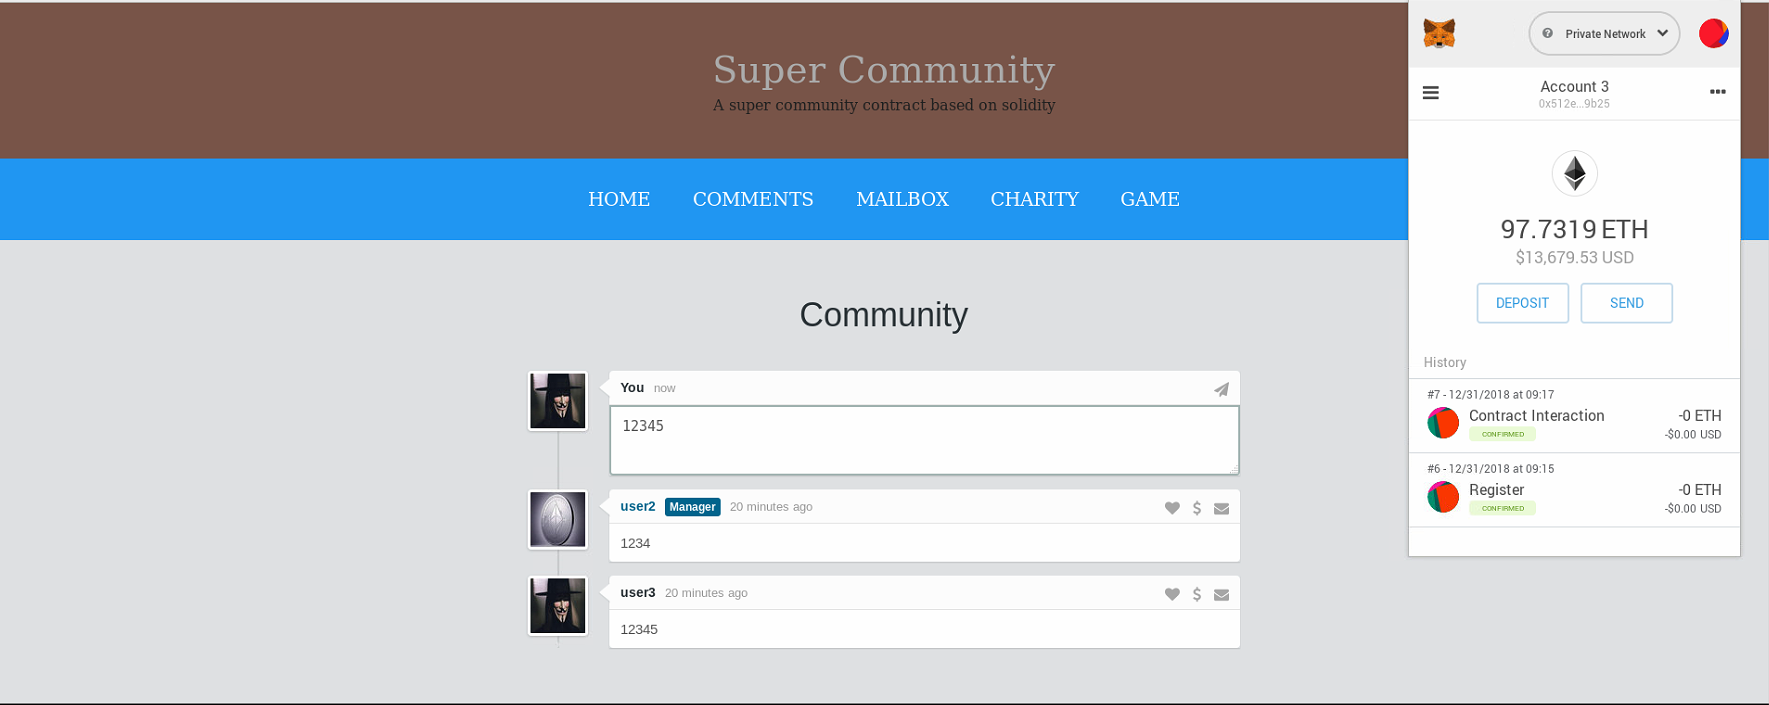 Super Community
A super community contract based on solidity
HOME COMMENTS MAILBOX CHARITY GAME
Community
You now
12345
user2 Manager 20 minutes ago
1234
user3 20 minutes ago
12345
Private Network
Account 3
0x512e...9b25
97.7319 ETH
$13,679.53 USD
DEPOSIT SEND
History
#7 - 12/31/2018 at 09:17
Contract Interaction -0 ETH
CONFIRMED -$0.00 USD
#6 - 12/31/2018 at 09:15
Register -0 ETH
CONFIRMED -$0.00 USD